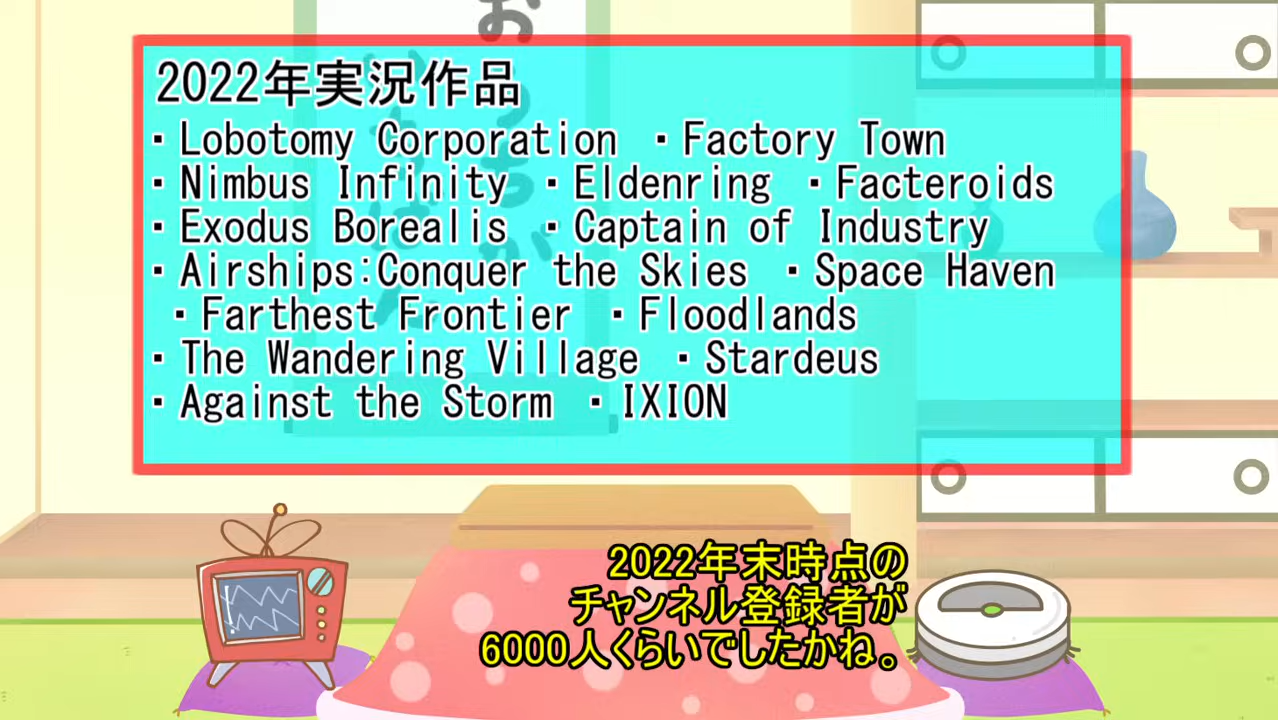 2022年実況作品
・Lobotomy Corporation ・Factory Town
・Nimbus Infinity ・Eldenring ・Facteroids
・Exodus Borealis ・Captain of Industry
・Airships:Conquer the Skies ・Space Haven
・Farthest Frontier ・Floodlands
・The Wandering Village ・Stardeus
・Against the Storm ・IXION
2022年末時点の
チャンネル登録者が
6000人くらいでしたかね。